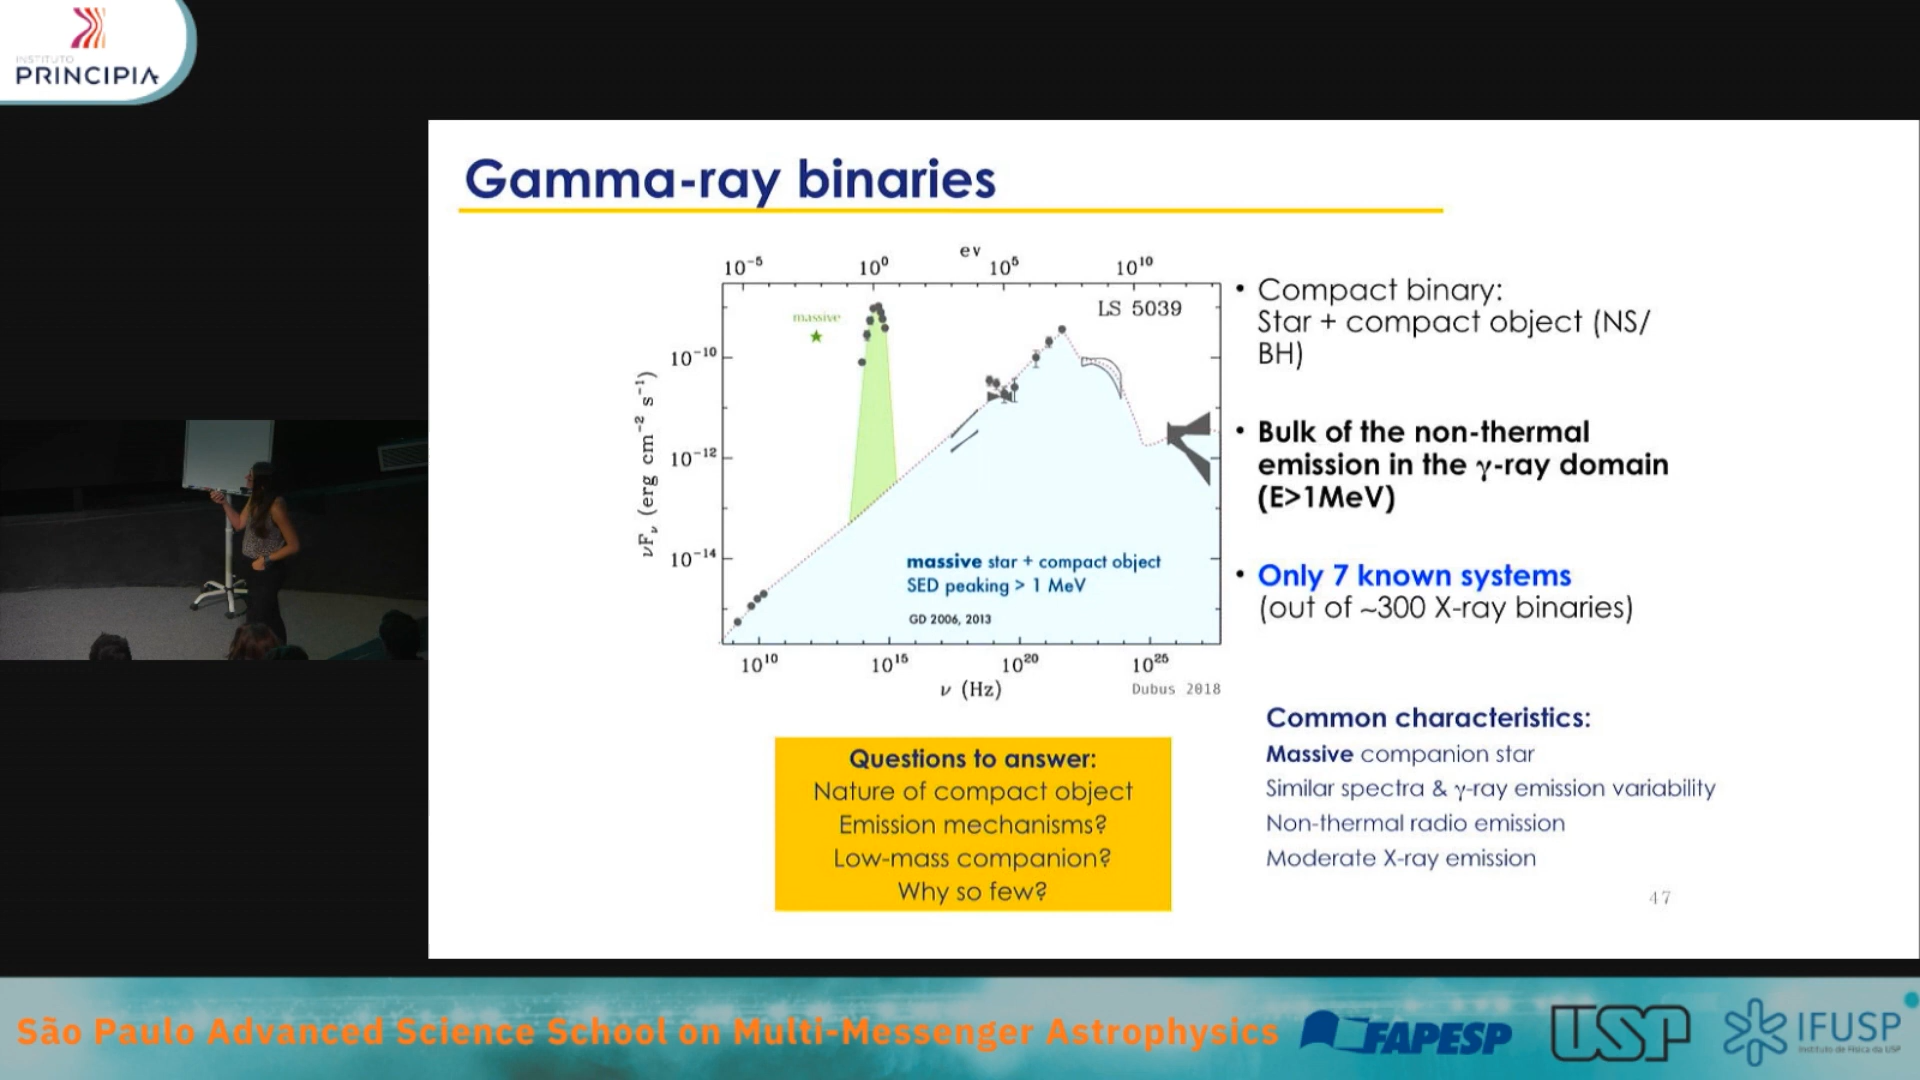 INSTITUTO
PRINCIPIA
Gamma-ray binaries
ev
10⁻⁵ 10⁰ 10⁵ 10¹⁰
LS 5039
massive
10⁻¹⁰
10⁻¹²
10⁻¹⁴
νFᵥ (erg cm⁻² s⁻¹)
massive star + compact object
SED peaking > 1 MeV
GD 2006, 2013
10¹⁰ 10¹⁵ 10²⁰ 10²⁵
ν (Hz)
Dubus 2018
• Compact binary:
Star + compact object (NS/
BH)
• Bulk of the non-thermal
emission in the γ-ray domain
(E>1MeV)
• Only 7 known systems
(out of ~300 X-ray binaries)
Questions to answer:
Nature of compact object
Emission mechanisms?
Low-mass companion?
Why so few?
Common characteristics:
Massive companion star
Similar spectra & γ-ray emission variability
Non-thermal radio emission
Moderate X-ray emission
47
São Paulo Advanced Science School on Multi-Messenger Astrophysics
FAPESP
USP
IFUSP
Instituto de Física da USP